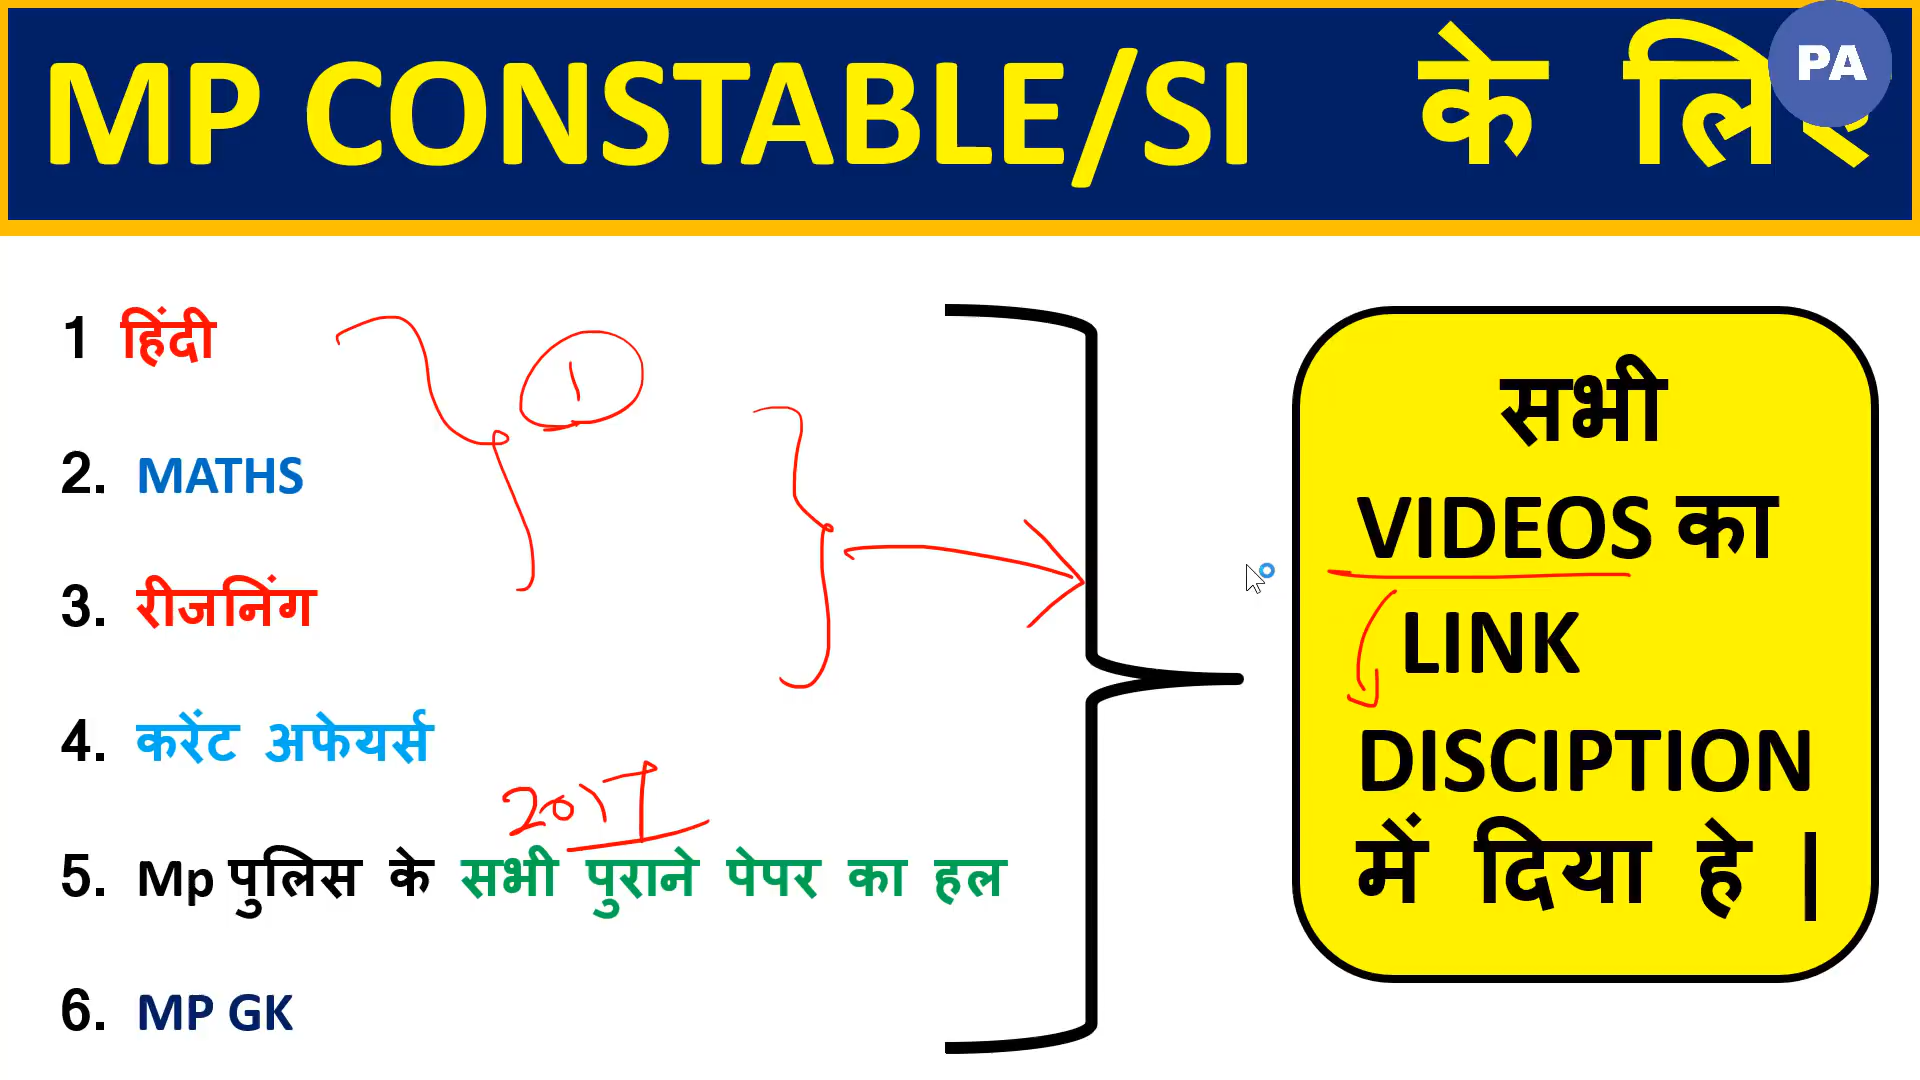 MP CONSTABLE/SI के लिए
PA
1 हिंदी
1
2. MATHS
3. रीजनिंग
4. करेंट अफेयर्स
2017
5. Mp पुलिस के सभी पुराने पेपर का हल
6. MP GK
सभी
VIDEOS का
LINK
DISCIPTION
में दिया हे |